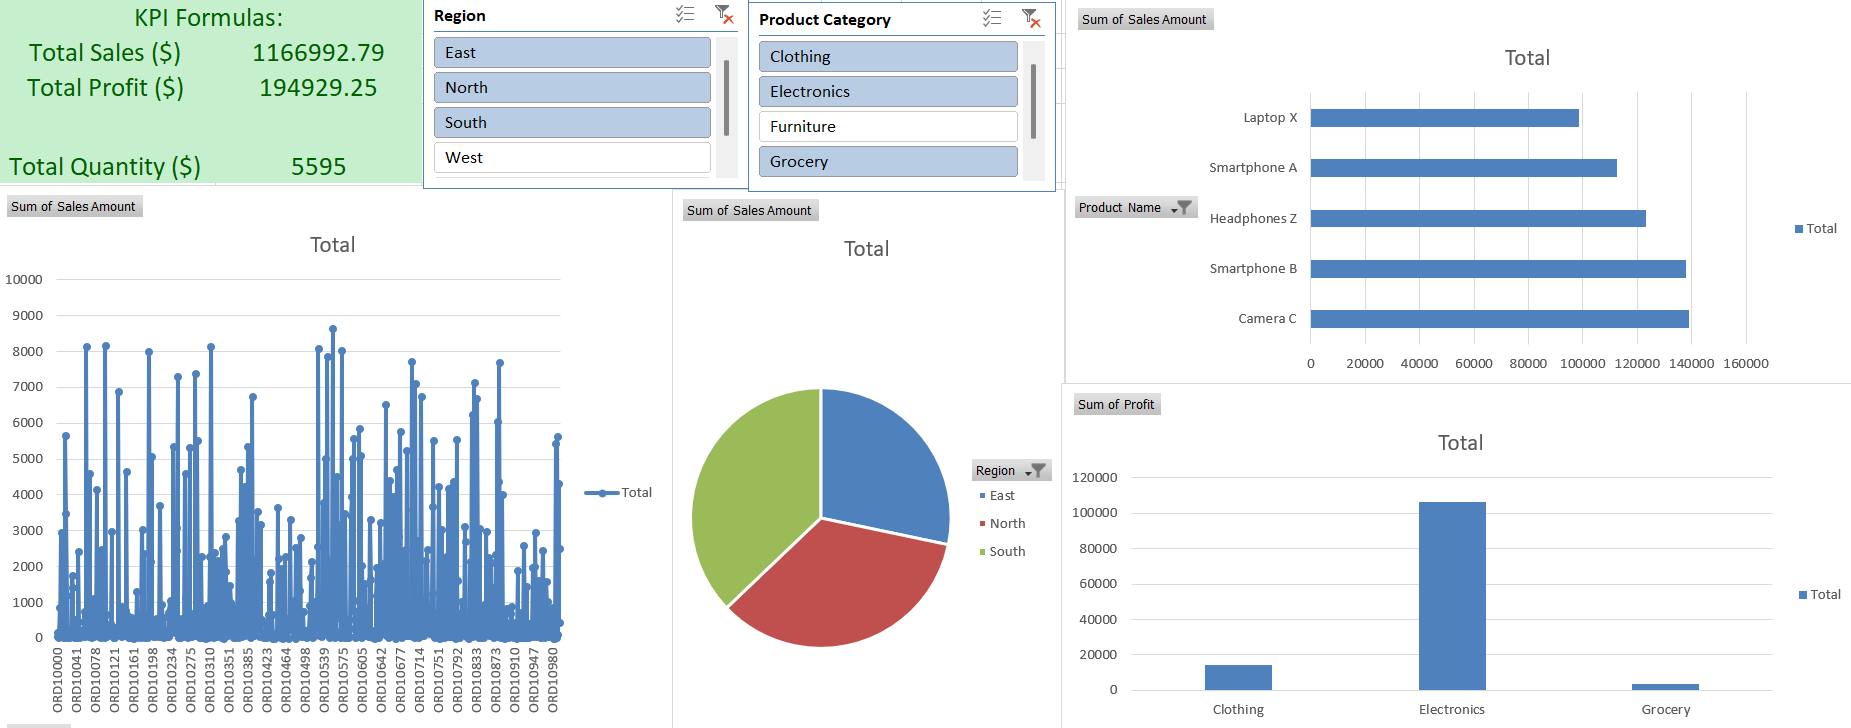 KPI Formulas:
Total Sales ($) 1166992.79
Total Profit ($) 194929.25
Total Quantity ($) 5595
Region
East
North
South
West
Product Category
Clothing
Electronics
Furniture
Grocery
Sum of Sales Amount
Total
Laptop X
Smartphone A
Product Name
Headphones Z
Smartphone B
Camera C
0 20000 40000 60000 80000 100000 120000 140000 160000
Total
Sum of Sales Amount
Total
10000
9000
8000
7000
6000
5000
4000
3000
2000
1000
0
ORD10000
ORD10041
ORD10078
ORD10121
ORD10161
ORD10198
ORD10234
ORD10275
ORD10310
ORD10351
ORD10385
ORD10423
ORD10464
ORD10498
ORD10539
ORD10575
ORD10605
ORD10642
ORD10677
ORD10714
ORD10751
ORD10792
ORD10833
ORD10873
ORD10910
ORD10947
ORD10980
Total
Sum of Sales Amount
Total
Region
East
North
South
Sum of Profit
Total
120000
100000
80000
60000
40000
20000
0
Clothing Electronics Grocery
Total